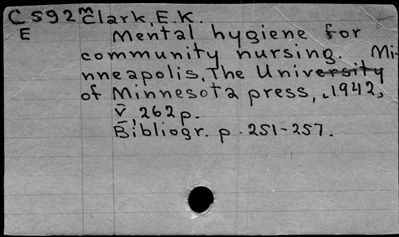 C592m Clark, E.K.
E Mental hygiene for
community nursing. Mi-
nneapolis, The University
of Minnesota press, c1942,
v, 262 p.
Bibliogr. p. 251-257.